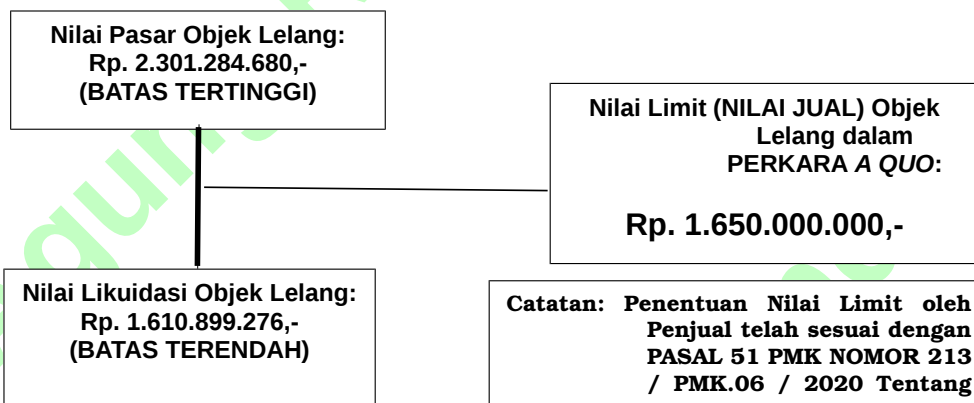 Nilai Pasar Objek Lelang:
Rp. 2.301.284.680,-
(BATAS TERTINGGI)
Nilai Limit (NILAI JUAL) Objek
Lelang dalam
PERKARA A QUO:
Rp. 1.650.000.000,-
Nilai Likuidasi Objek Lelang:
Rp. 1.610.899.276,-
(BATAS TERENDAH)
Catatan: Penentuan Nilai Limit oleh
Penjual telah sesuai dengan
PASAL 51 PMK NOMOR 213
/ PMK.06 / 2020 Tentang